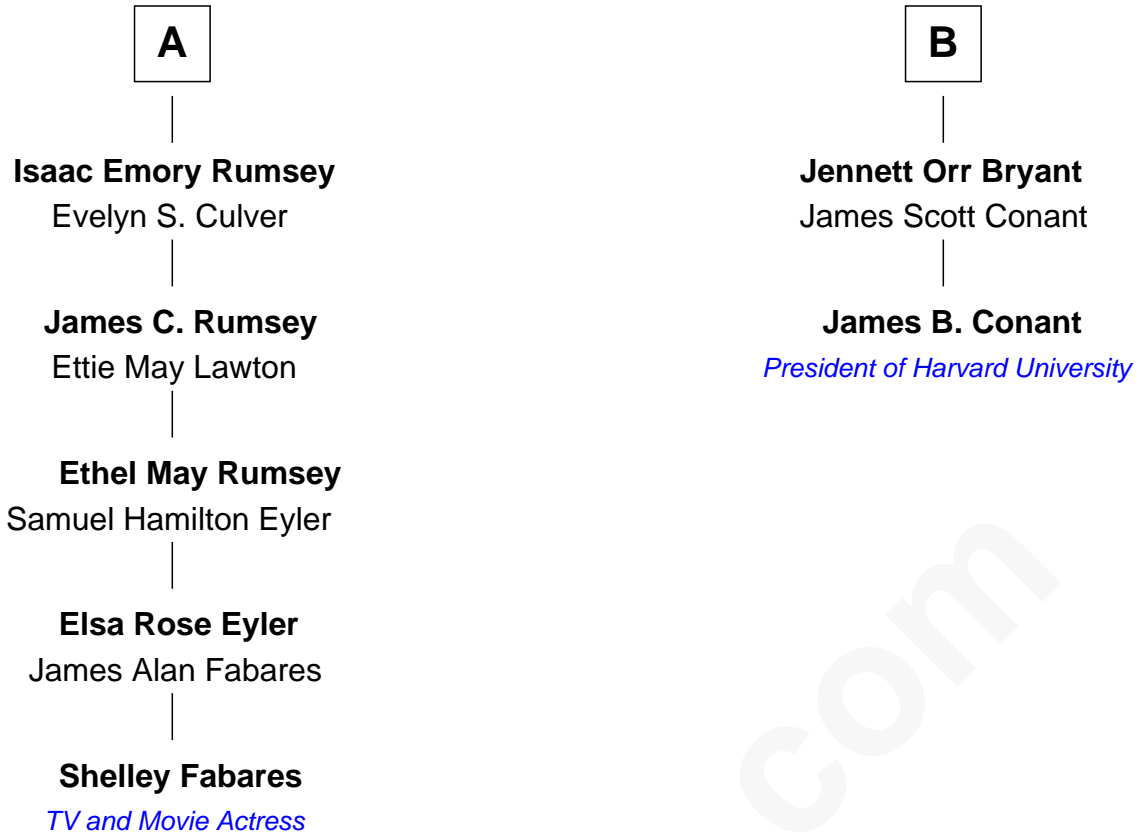 A
Isaac Emory Rumsey
Evelyn S. Culver
James C. Rumsey
Ettie May Lawton
Ethel May Rumsey
Samuel Hamilton Eyler
Elsa Rose Eyler
James Alan Fabares
Shelley Fabares
TV and Movie Actress
B
Jennett Orr Bryant
James Scott Conant
James B. Conant
President of Harvard University
com